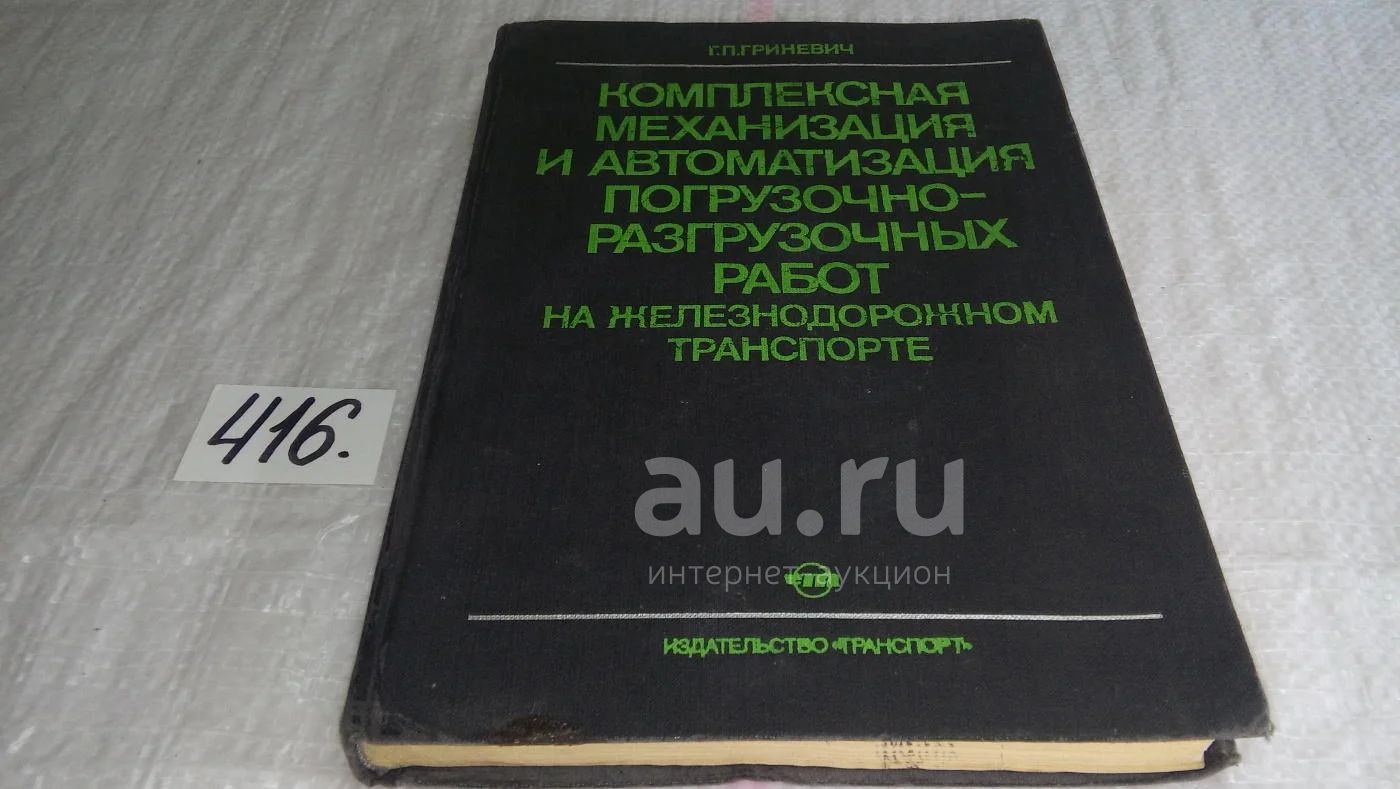 Г.П.ГРИНЕВИЧ
КОМПЛЕКСНАЯ
МЕХАНИЗАЦИЯ
И АВТОМАТИЗАЦИЯ
ПОГРУЗОЧНО-
РАЗГРУЗОЧНЫХ
РАБОТ
НА ЖЕЛЕЗНОДОРОЖНОМ
ТРАНСПОРТЕ
416.
au.ru
интернет аукцион
ИЗДАТЕЛЬСТВО «ТРАНСПОРТ»